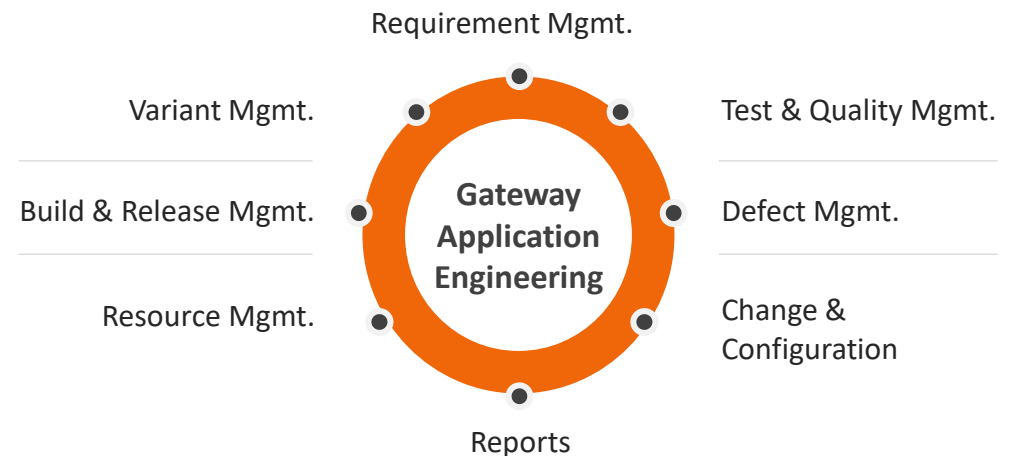 Requirement Mgmt.
Variant Mgmt.
Test & Quality Mgmt.
Build & Release Mgmt.
Gateway
Application
Engineering
Defect Mgmt.
Resource Mgmt.
Change &
Configuration
Reports